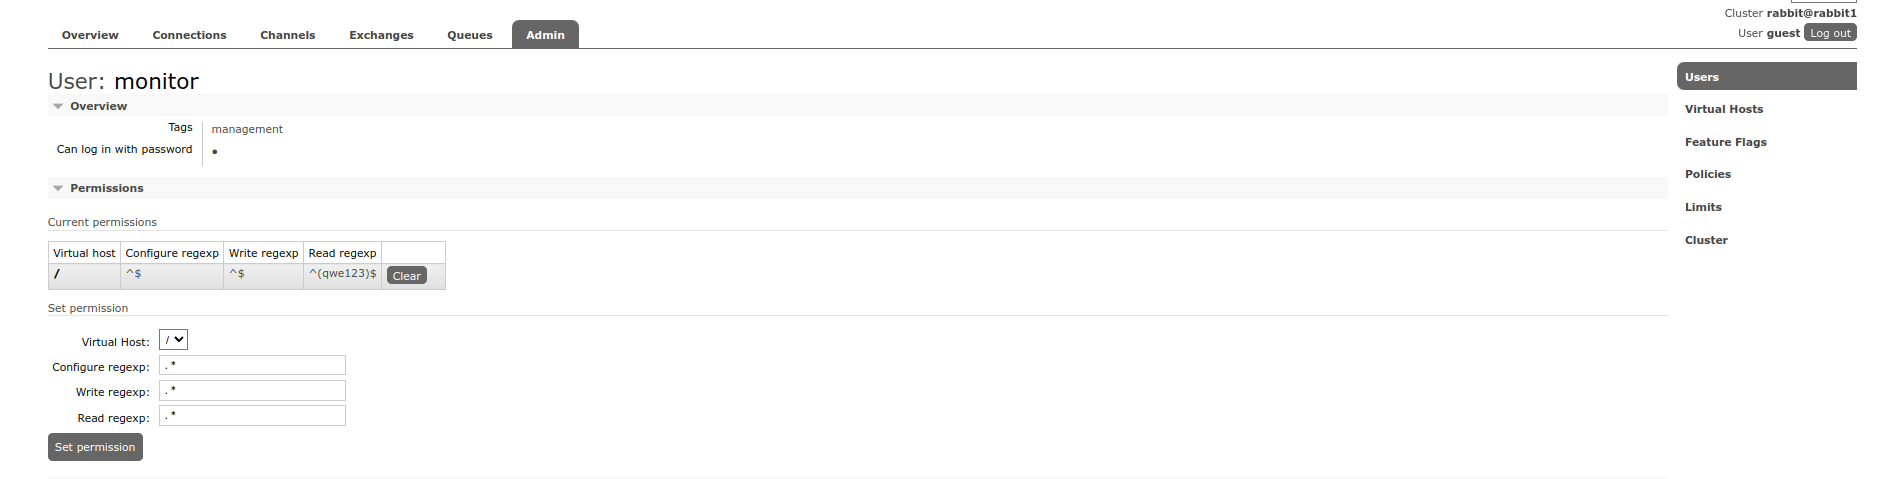 Cluster rabbit@rabbit1
User guest Log out
Overview Connections Channels Exchanges Queues Admin
User: monitor
Overview
Tags management
Can log in with password •
Permissions
Current permissions
Virtual host Configure regexp Write regexp Read regexp
/ ^$ ^$ ^(qwe123)$ Clear
Set permission
Virtual Host: /
Configure regexp: .*
Write regexp: .*
Read regexp: .*
Set permission
Users
Virtual Hosts
Feature Flags
Policies
Limits
Cluster